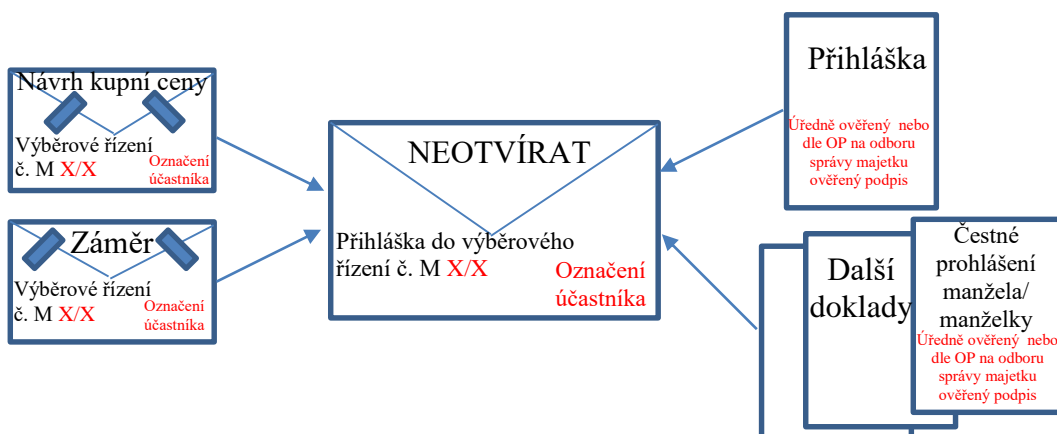 Návrh kupní ceny
Výběrové řízení
č. M X/X
Označení
účastníka
Záměr
Výběrové řízení
č. M X/X
Označení
účastníka
NEOTVÍRAT
Přihláška do výběrového
řízení č. M X/X
Označení
účastníka
Přihláška
Úředně ověřený nebo
dle OP na odboru
správy majetku
ověřený podpis
Další
doklady
Čestné
prohlášení
manžela/
manželky
Úředně ověřený nebo
dle OP na odboru
správy majetku
ověřený podpis